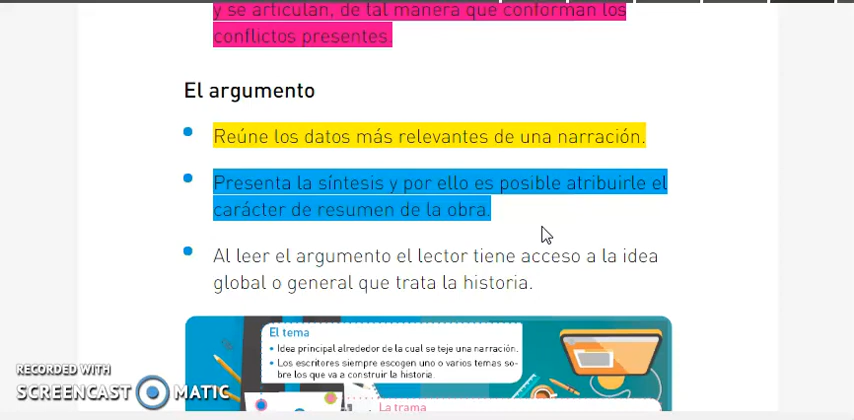 y se articulan, de tal manera que conforman los
conflictos presentes.
El argumento
Reúne los datos más relevantes de una narración.
Presenta la síntesis y por ello es posible atribuirle el
carácter de resumen de la obra.
Al leer el argumento el lector tiene acceso a la idea
global o general que trata la historia.
El tema
• Idea principal alrededor de la cual se teje una narración.
• Los escritores siempre escogen uno o varios temas so-
bre los que va a construir la historia.
La trama
RECORDED WITH
SCREENCAST MATIC